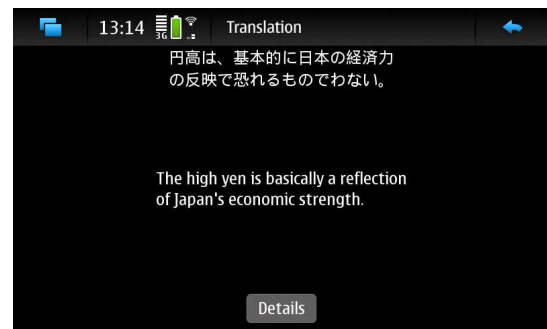 13:14 3G Translation
円高は、基本的に日本の経済力
の反映で恐れるものでわない。
The high yen is basically a reflection
of Japan's economic strength.
Details